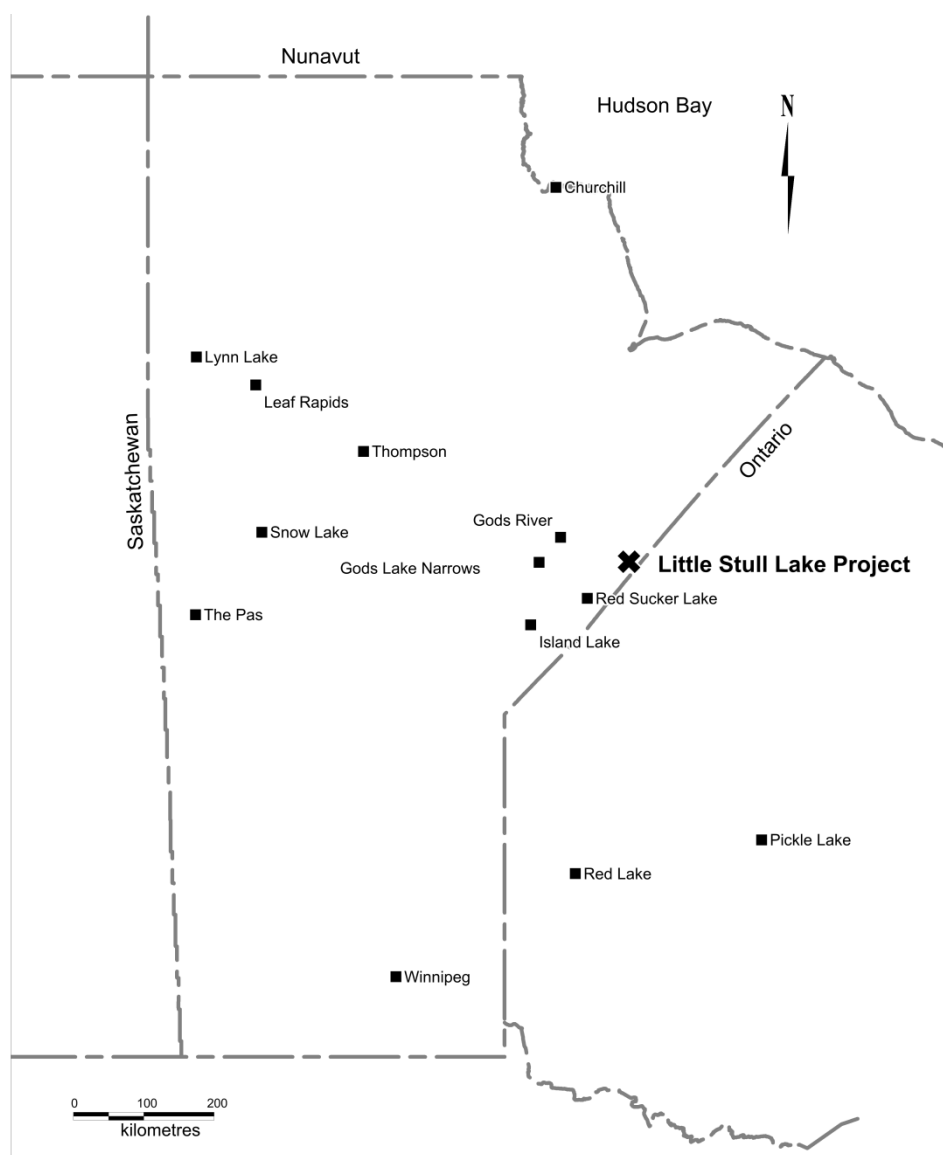 Nunavut
Hudson Bay
N
Churchill
Lynn Lake
Leaf Rapids
Saskatchewan
Thompson
Ontario
Gods River
Snow Lake
Gods Lake Narrows
Little Stull Lake Project
Red Sucker Lake
The Pas
Island Lake
Pickle Lake
Red Lake
Winnipeg
0 100 200
kilometres